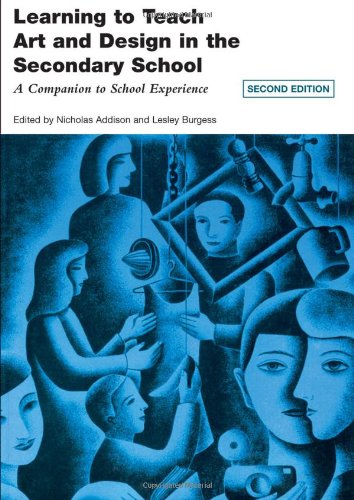 Learning to Teach
Art and Design in the
Secondary School
A Companion to School Experience
SECOND EDITION
Edited by Nicholas Addison and Lesley Burgess